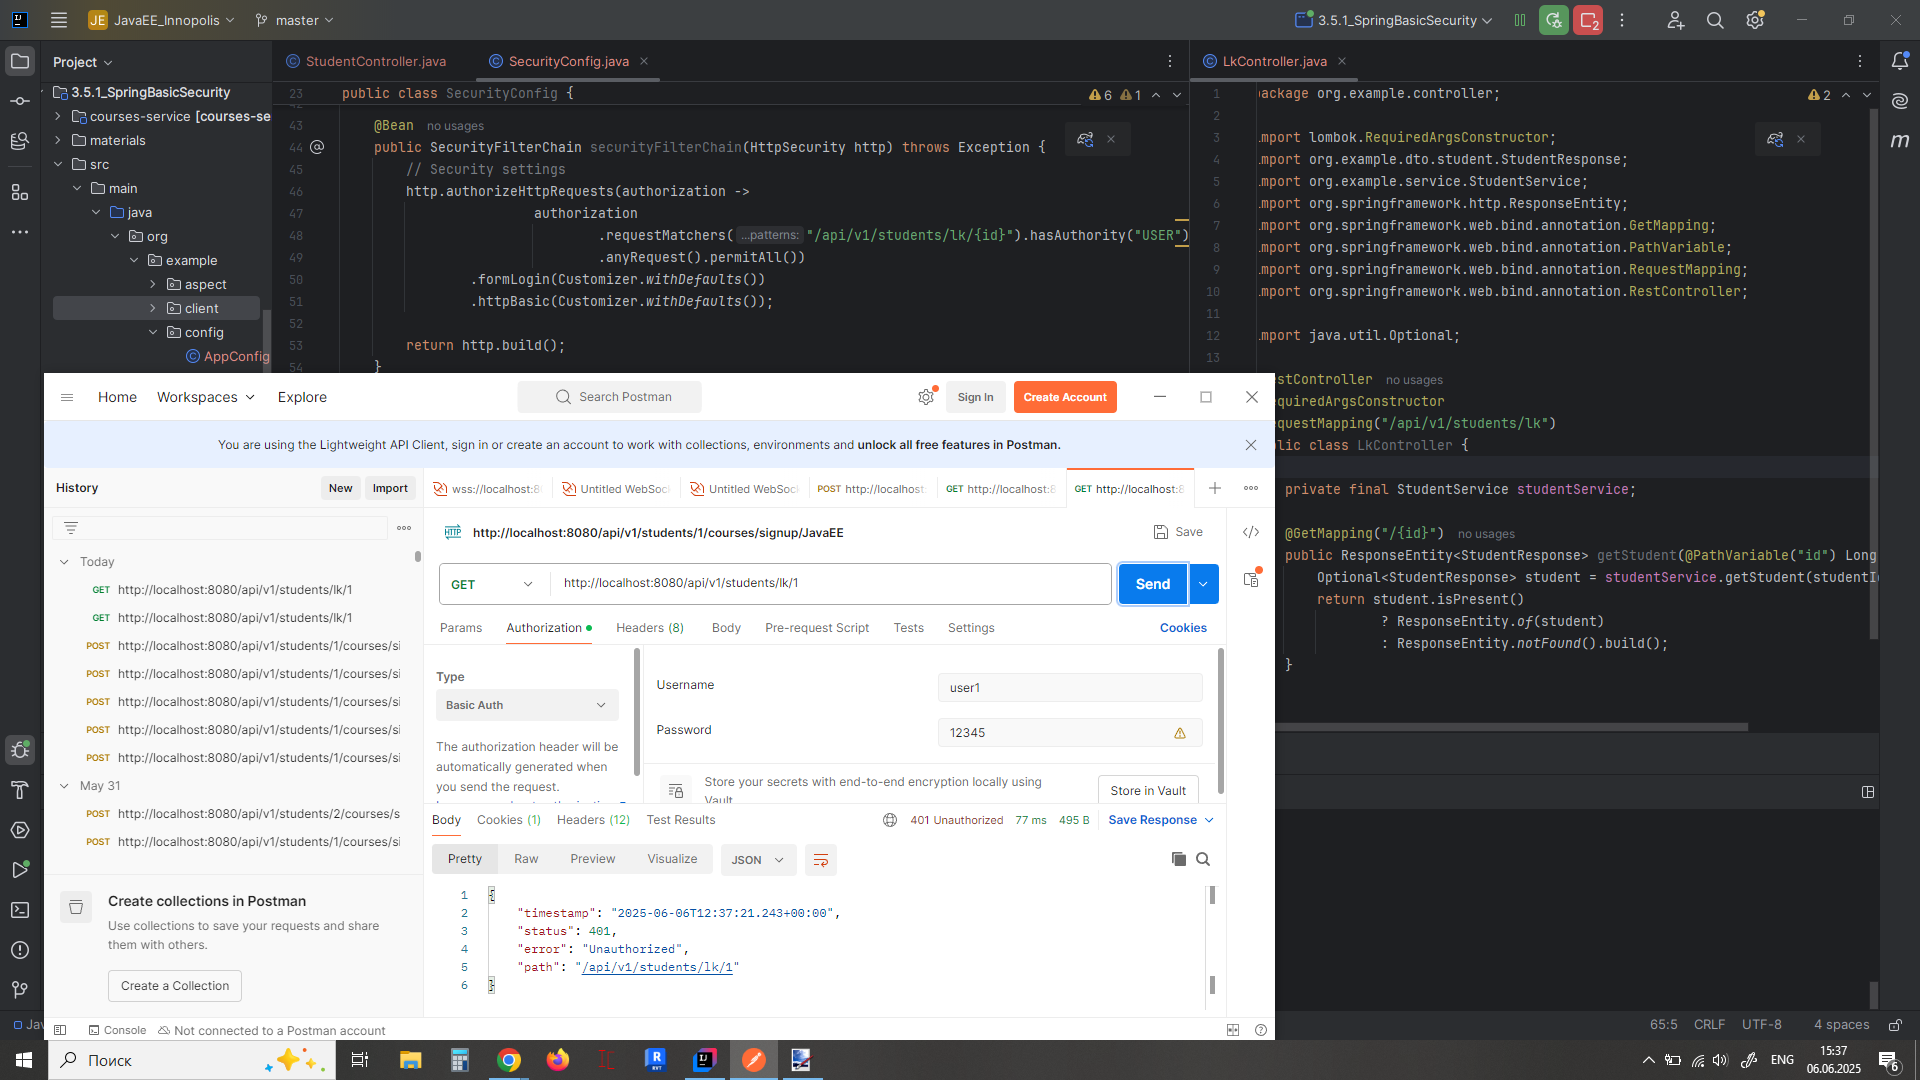 JE JavaEE_Innopolis master 3.5.1_SpringBasicSecurity
Project
StudentController.java SecurityConfig.java LkController.java
3.5.1_SpringBasicSecurity
courses-service [courses-se
materials
src
main
java
org
example
aspect
client
config
AppConfig
23 public class SecurityConfig { 6 1
43 @Bean no usages
44 public SecurityFilterChain securityFilterChain(HttpSecurity http) throws Exception {
45 // Security settings
46 http.authorizeHttpRequests(authorization ->
47 authorization
48 .requestMatchers( …patterns: "/api/v1/students/lk/{id}").hasAuthority("USER")
49 .anyRequest().permitAll())
50 .formLogin(Customizer.withDefaults())
51 .httpBasic(Customizer.withDefaults());
52
53 return http.build();
54 }
1 package org.example.controller; 2
2
3 import lombok.RequiredArgsConstructor;
4 import org.example.dto.student.StudentResponse;
5 import org.example.service.StudentService;
6 import org.springframework.http.ResponseEntity;
7 import org.springframework.web.bind.annotation.GetMapping;
8 import org.springframework.web.bind.annotation.PathVariable;
9 import org.springframework.web.bind.annotation.RequestMapping;
10 import org.springframework.web.bind.annotation.RestController;
11
12 import java.util.Optional;
13
stController no usages
quiredArgsConstructor
questMapping("/api/v1/students/lk")
lic class LkController {
private final StudentService studentService;
@GetMapping("/{id}") no usages
public ResponseEntity<StudentResponse> getStudent(@PathVariable("id") Long
Optional<StudentResponse> student = studentService.getStudent(studentI
return student.isPresent()
? ResponseEntity.of(student)
: ResponseEntity.notFound().build();
}
Home Workspaces Explore Search Postman Sign In Create Account
You are using the Lightweight API Client, sign in or create an account to work with collections, environments and unlock all free features in Postman.
History New Import
Today
GET http://localhost:8080/api/v1/students/lk/1
GET http://localhost:8080/api/v1/students/lk/1
POST http://localhost:8080/api/v1/students/1/courses/si
POST http://localhost:8080/api/v1/students/1/courses/si
POST http://localhost:8080/api/v1/students/1/courses/si
POST http://localhost:8080/api/v1/students/1/courses/si
POST http://localhost:8080/api/v1/students/1/courses/si
May 31
POST http://localhost:8080/api/v1/students/2/courses/s
POST http://localhost:8080/api/v1/students/1/courses/si
Create collections in Postman
Use collections to save your requests and share
them with others.
Create a Collection
wss://localhost:8 Untitled WebSoc Untitled WebSoc POST http://localhost: GET http://localhost:8 GET http://localhost:8
HTTP http://localhost:8080/api/v1/students/1/courses/signup/JavaEE Save
GET http://localhost:8080/api/v1/students/lk/1 Send
Params Authorization Headers (8) Body Pre-request Script Tests Settings Cookies
Type
Basic Auth
The authorization header will be
automatically generated when
you send the request.
Username user1
Password 12345
Store your secrets with end-to-end encryption locally using
Vault.
Store in Vault
Body Cookies (1) Headers (12) Test Results 401 Unauthorized 77 ms 495 B Save Response
Pretty Raw Preview Visualize JSON
1 {
2 "timestamp": "2025-06-06T12:37:21.243+00:00",
3 "status": 401,
4 "error": "Unauthorized",
5 "path": "/api/v1/students/lk/1"
6 }
Jav
Console Not connected to a Postman account
65:5 CRLF UTF-8 4 spaces
Поиск
ENG
15:37
06.06.2025
6